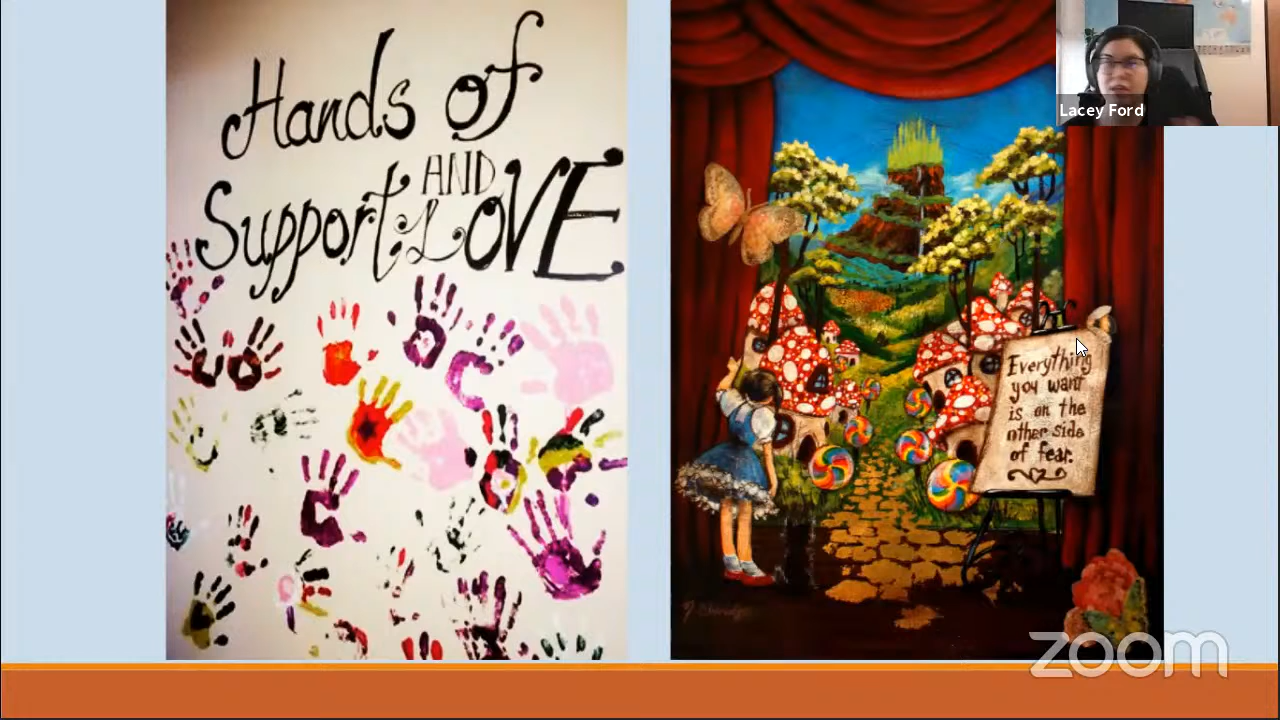 Hands of
AND
Support: LOVE
Lacey Ford
Everything
you want
is on the
other side
of fear.
zoom